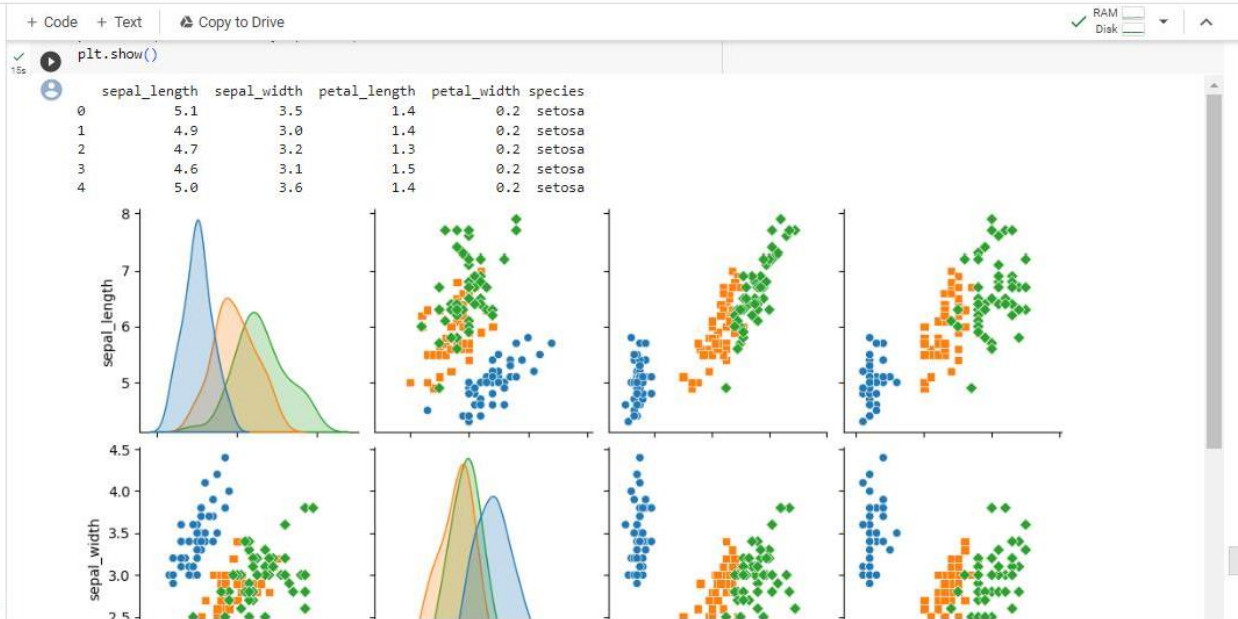 + Code + Text Copy to Drive
RAM
Disk
plt.show()
15s
sepal_length sepal_width petal_length petal_width species
0 5.1 3.5 1.4 0.2 setosa
1 4.9 3.0 1.4 0.2 setosa
2 4.7 3.2 1.3 0.2 setosa
3 4.6 3.1 1.5 0.2 setosa
4 5.0 3.6 1.4 0.2 setosa
8
7
6
5
sepal_length
4.5
4.0
3.5
3.0
2.5
sepal_width